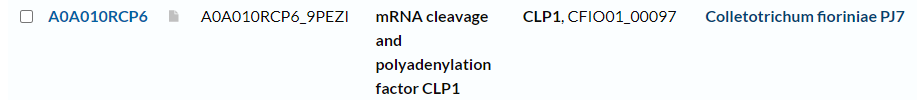 A0A010RCP6 A0A010RCP6_9PEZI mRNA cleavage CLP1, CFIO01_00097 Colletotrichum fioriniae PJ7
and
polyadenylation
factor CLP1